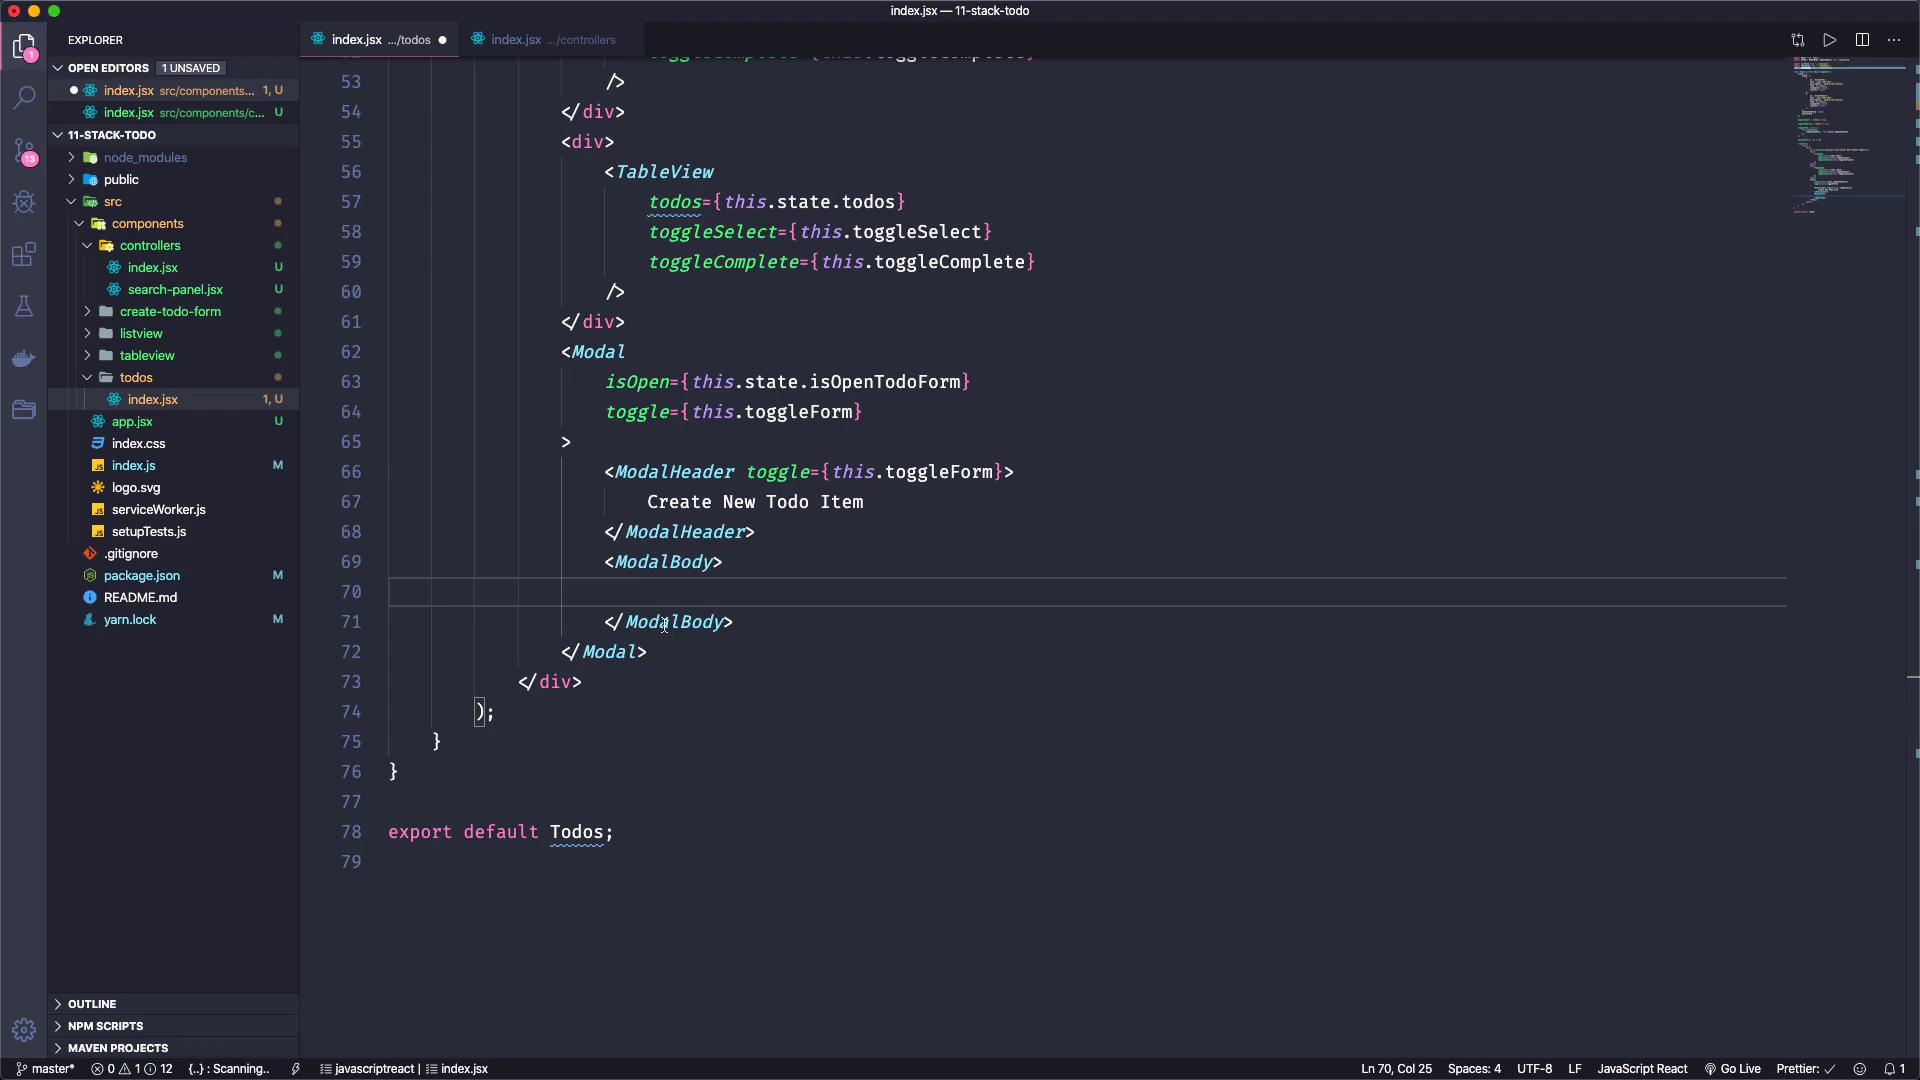 index.jsx — 11-stack-todo
EXPLORER
OPEN EDITORS 1 UNSAVED
index.jsx src/components... 1, U
index.jsx src/components/c... U
11-STACK-TODO
node_modules
public
src
components
controllers
index.jsx U
search-panel.jsx U
create-todo-form
listview
tableview
todos
index.jsx 1, U
app.jsx U
index.css
index.js M
logo.svg
serviceWorker.js
setupTests.js
.gitignore
package.json M
README.md
yarn.lock M
OUTLINE
NPM SCRIPTS
MAVEN PROJECTS
1
13
index.jsx .../todos
index.jsx .../controllers
53 />
54 </div>
55 <div>
56 <TableView
57 todos={this.state.todos}
58 toggleSelect={this.toggleSelect}
59 toggleComplete={this.toggleComplete}
60 />
61 </div>
62 <Modal
63 isOpen={this.state.isOpenTodoForm}
64 toggle={this.toggleForm}
65 >
66 <ModalHeader toggle={this.toggleForm}>
67 Create New Todo Item
68 </ModalHeader>
69 <ModalBody>
70
71 </ModalBody>
72 </Modal>
73 </div>
74 );
75 }
76 }
77
78 export default Todos;
79
master* 0 1 12 {..} : Scanning.. javascriptreact | index.jsx Ln 70, Col 25 Spaces: 4 UTF-8 LF JavaScript React Go Live Prettier: ✓ 1